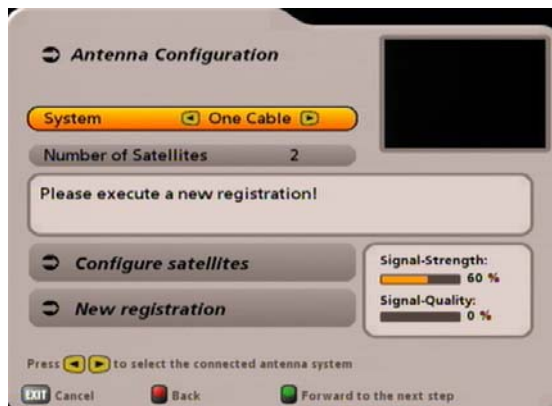 Antenna Configuration
System One Cable
Number of Satellites 2
Please execute a new registration!
Configure satellites
Signal-Strength:
60 %
New registration
Signal-Quality:
0 %
Press to select the connected antenna system
EXIT Cancel Back Forward to the next step